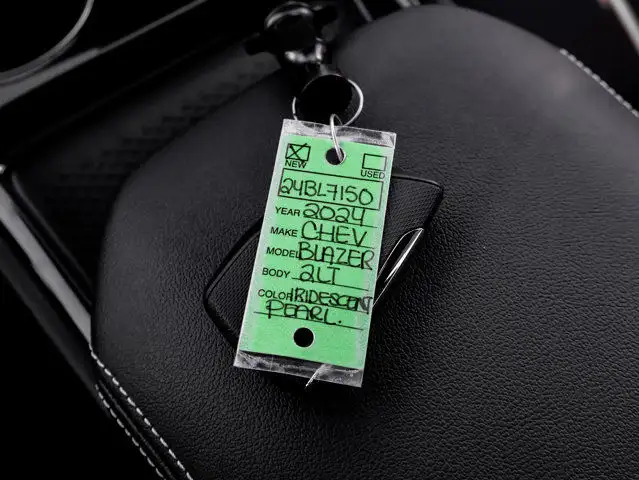 NEW USED
24BL7150
YEAR 2024
MAKE CHEV
MODEL BLAZER
BODY 2LT
COLOR IRIDESCENT
PEARL.